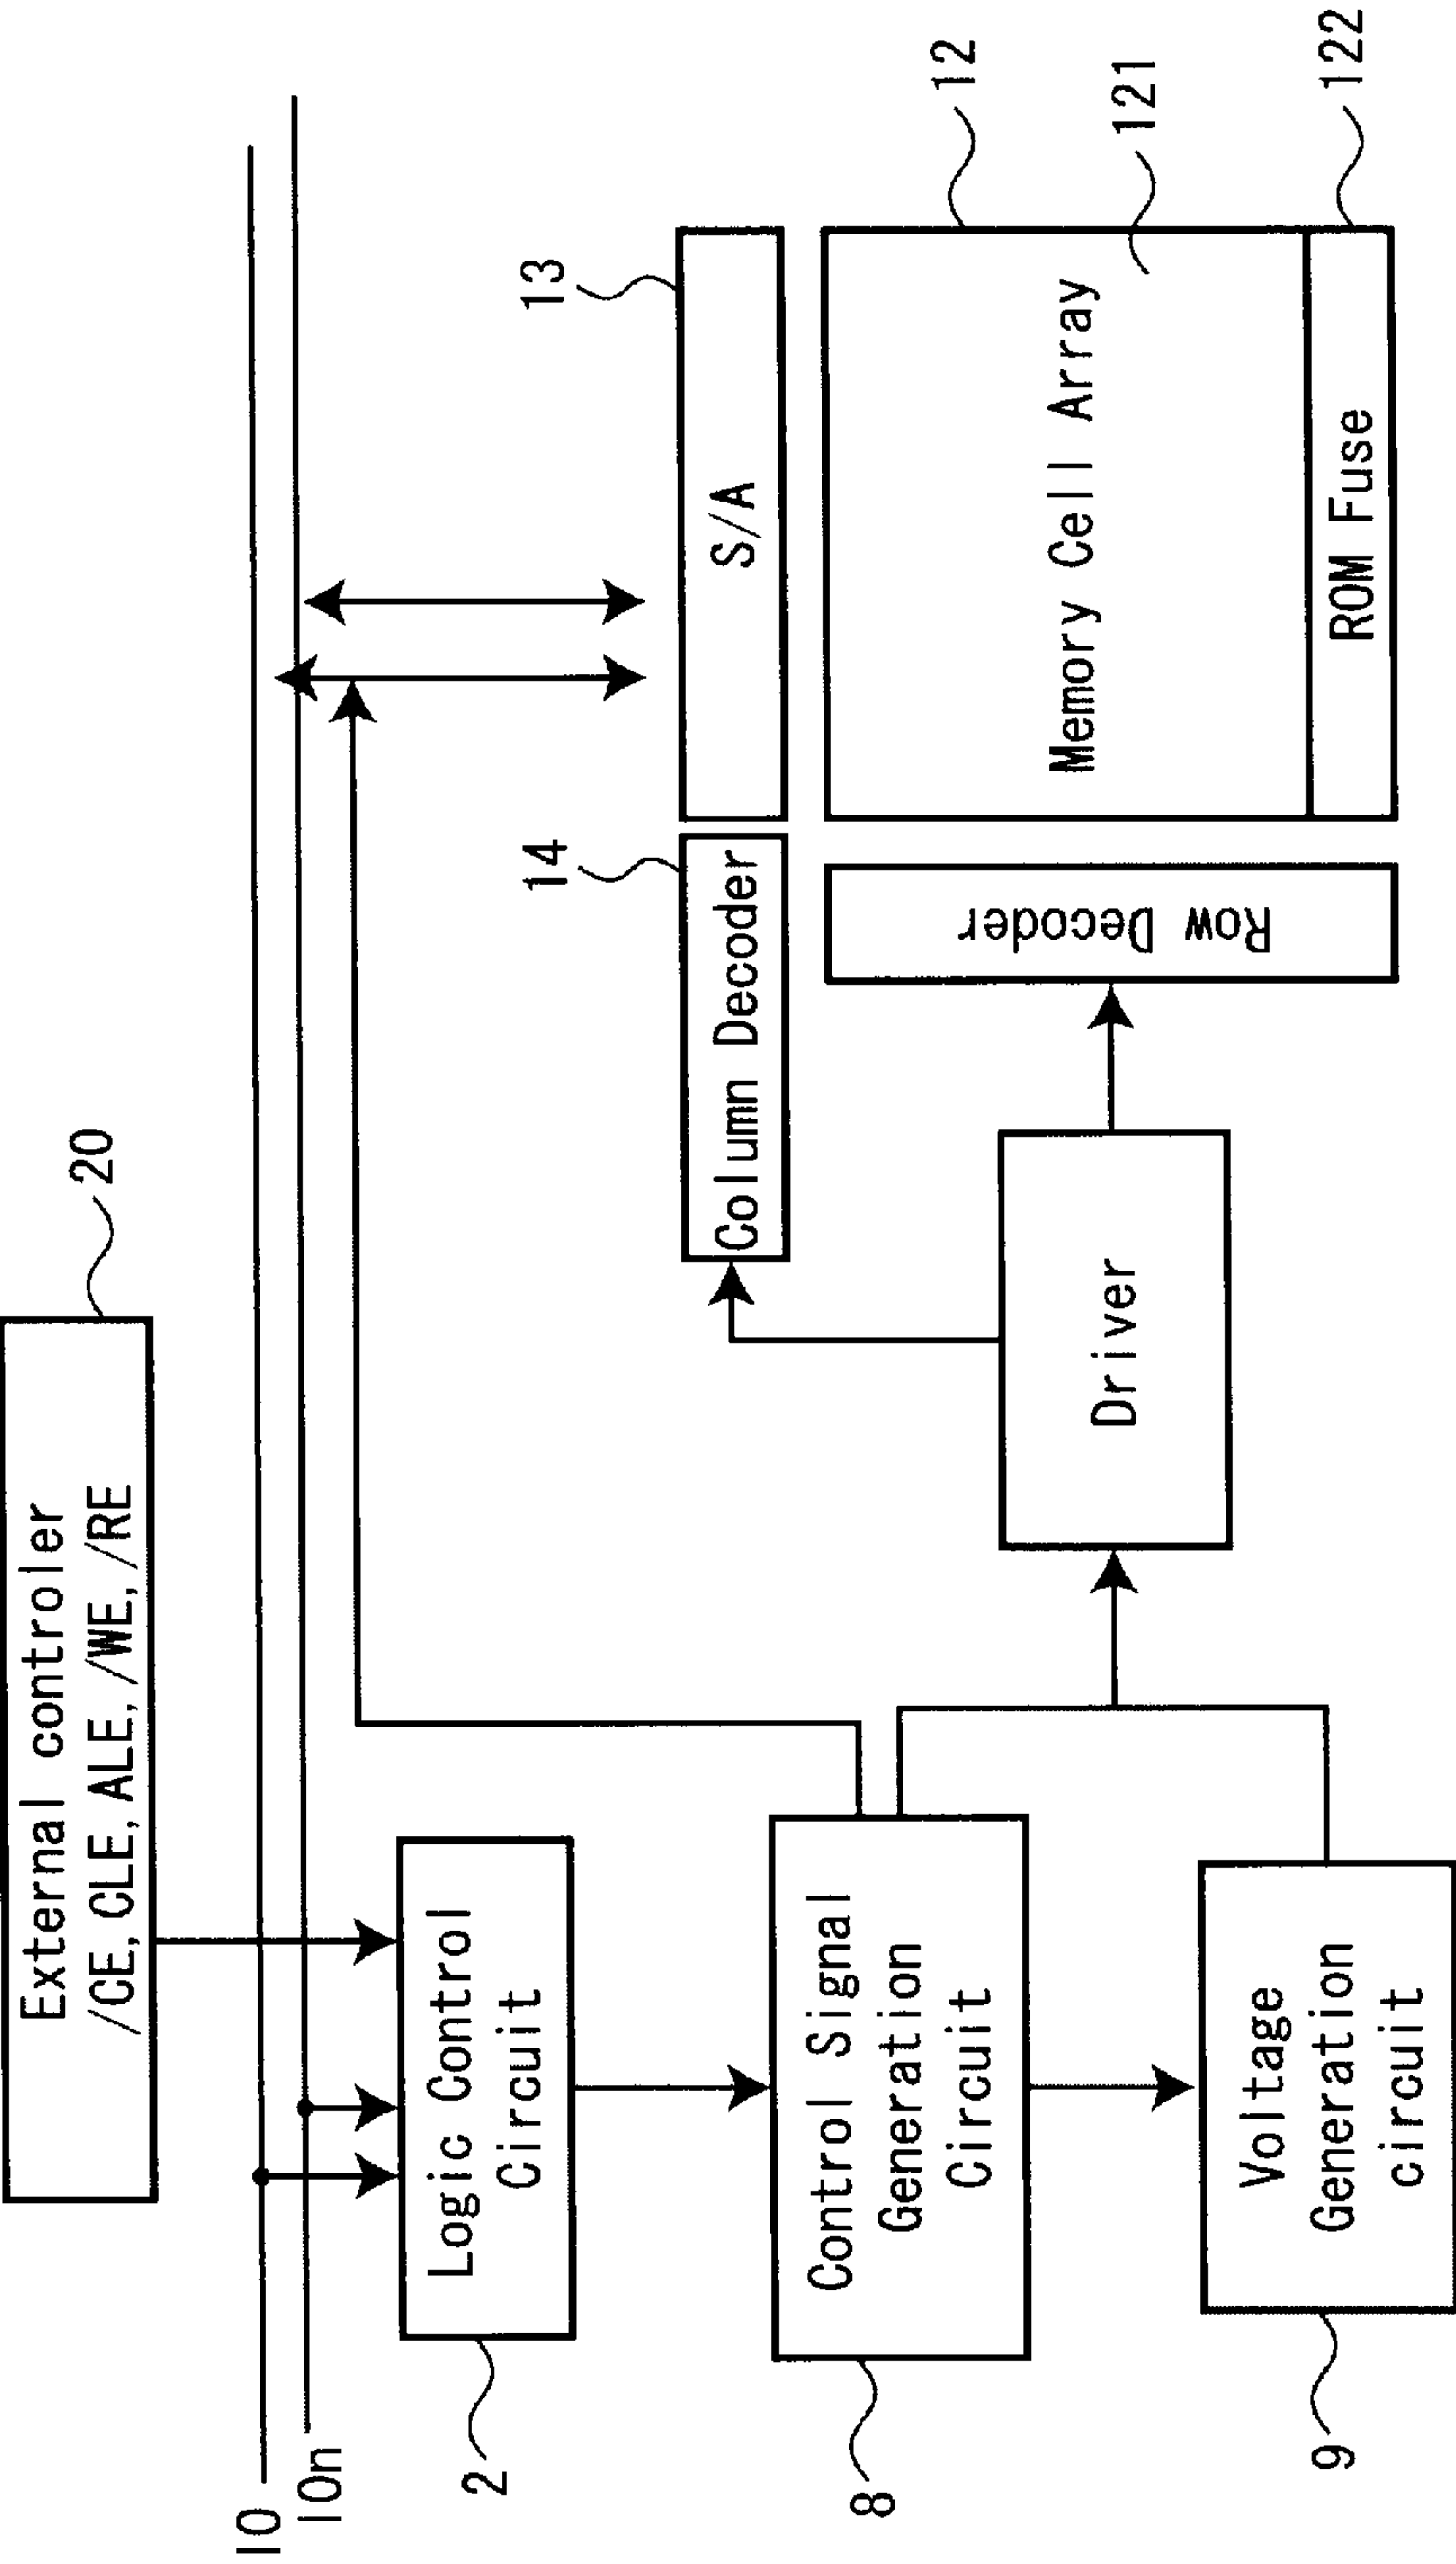 External controler
/CE, CLE, ALE, /WE, /RE
20
IO
IOn
Logic Control
Circuit
2
Control Signal
Generation
Circuit
8
Voltage
Generation
circuit
9
Driver
Column Decoder
14
S/A
13
Row Decoder
Memory Cell Array
12
121
ROM Fuse
122